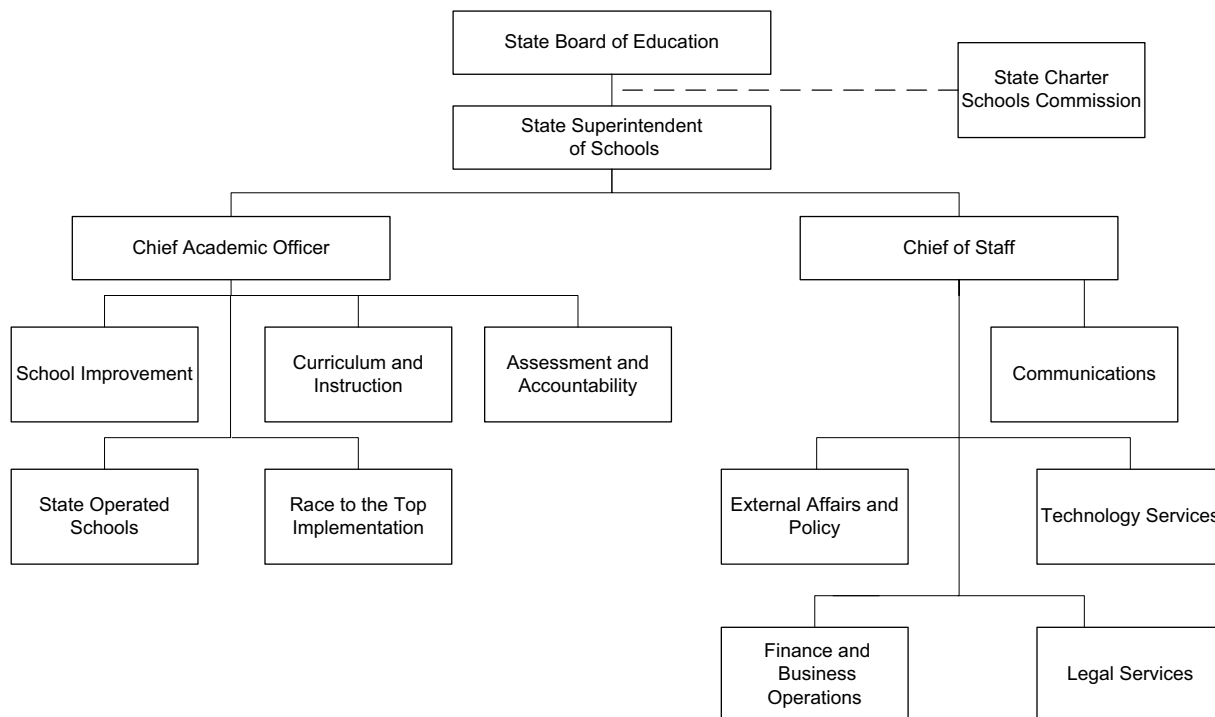 State Board of Education
State Charter
Schools Commission
State Superintendent
of Schools
Chief Academic Officer
Chief of Staff
School Improvement
Curriculum and
Instruction
Assessment and
Accountability
Communications
State Operated
Schools
Race to the Top
Implementation
External Affairs and
Policy
Technology Services
Finance and
Business
Operations
Legal Services